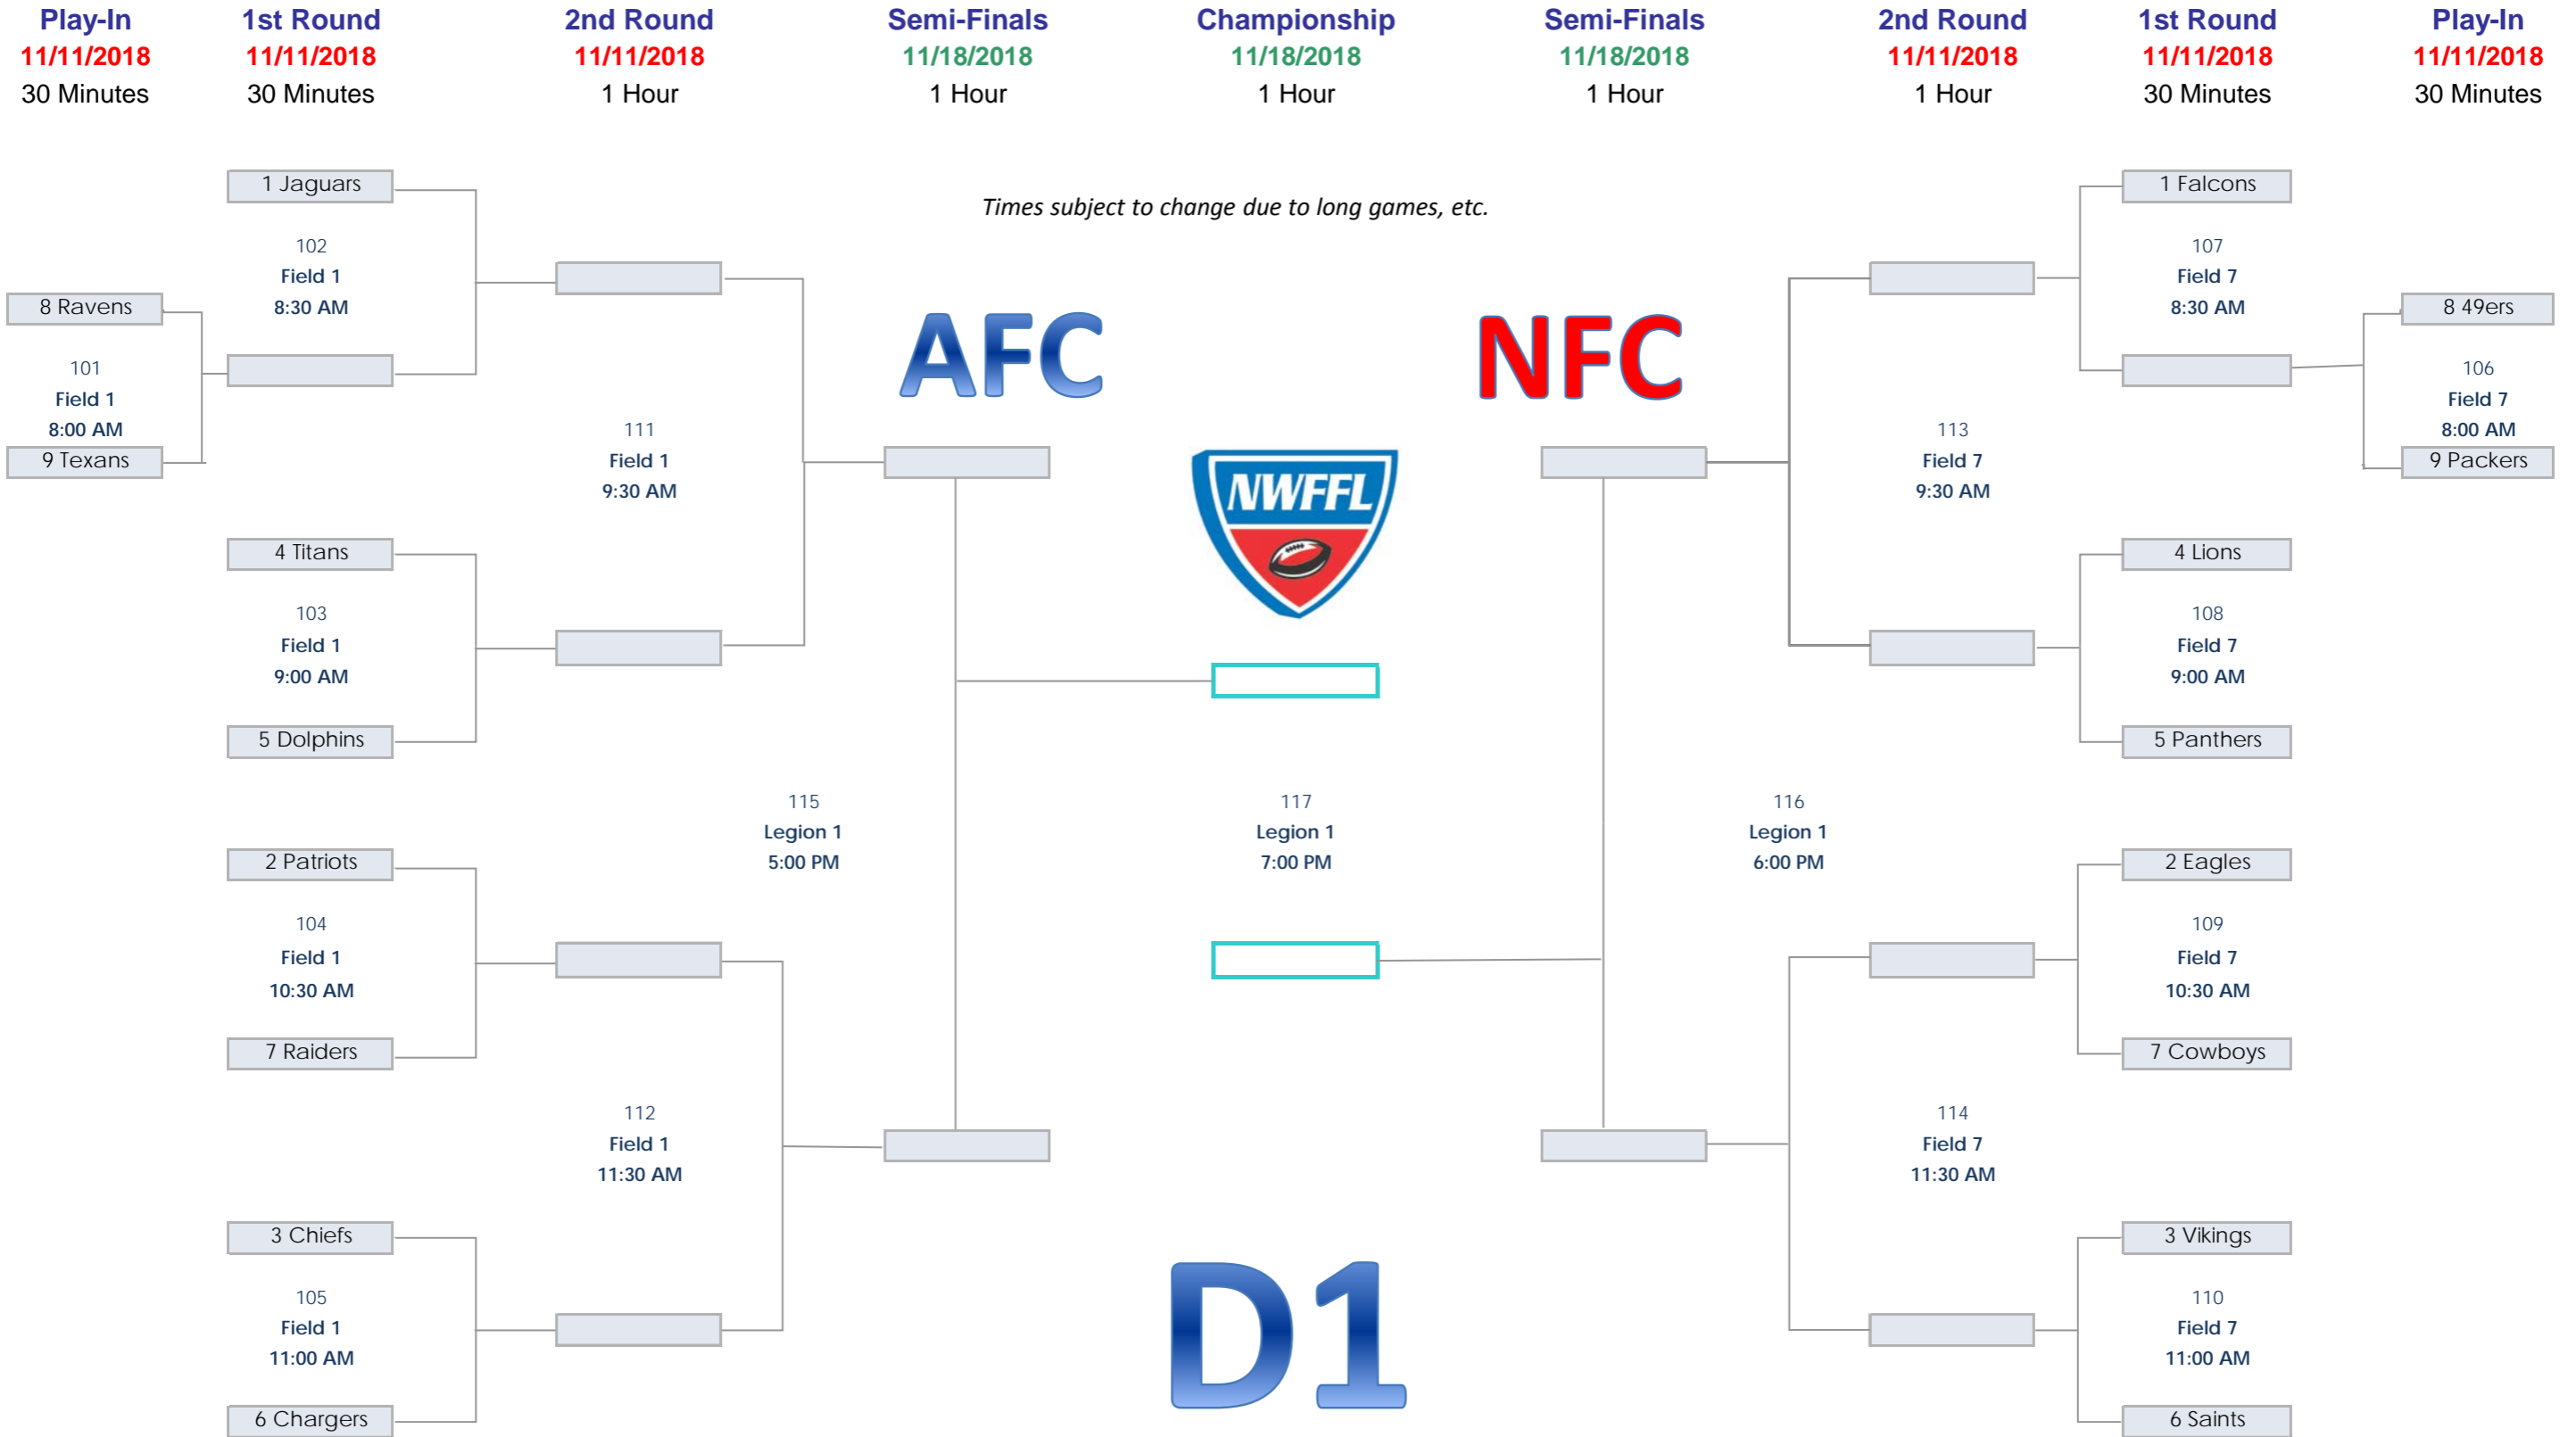 Play-In
11/11/2018
30 Minutes
1st Round
11/11/2018
30 Minutes
2nd Round
11/11/2018
1 Hour
Semi-Finals
11/18/2018
1 Hour
Championship
11/18/2018
1 Hour
Semi-Finals
11/18/2018
1 Hour
2nd Round
11/11/2018
1 Hour
1st Round
11/11/2018
30 Minutes
Play-In
11/11/2018
30 Minutes
Times subject to change due to long games, etc.
8 Ravens
101
Field 1
8:00 AM
9 Texans
1 Jaguars
102
Field 1
8:30 AM
4 Titans
103
Field 1
9:00 AM
5 Dolphins
2 Patriots
104
Field 1
10:30 AM
7 Raiders
3 Chiefs
105
Field 1
11:00 AM
6 Chargers
111
Field 1
9:30 AM
112
Field 1
11:30 AM
115
Legion 1
5:00 PM
AFC
NWFFL
117
Legion 1
7:00 PM
D1
NFC
116
Legion 1
6:00 PM
113
Field 7
9:30 AM
114
Field 7
11:30 AM
1 Falcons
107
Field 7
8:30 AM
4 Lions
108
Field 7
9:00 AM
5 Panthers
2 Eagles
109
Field 7
10:30 AM
7 Cowboys
3 Vikings
110
Field 7
11:00 AM
6 Saints
8 49ers
106
Field 7
8:00 AM
9 Packers